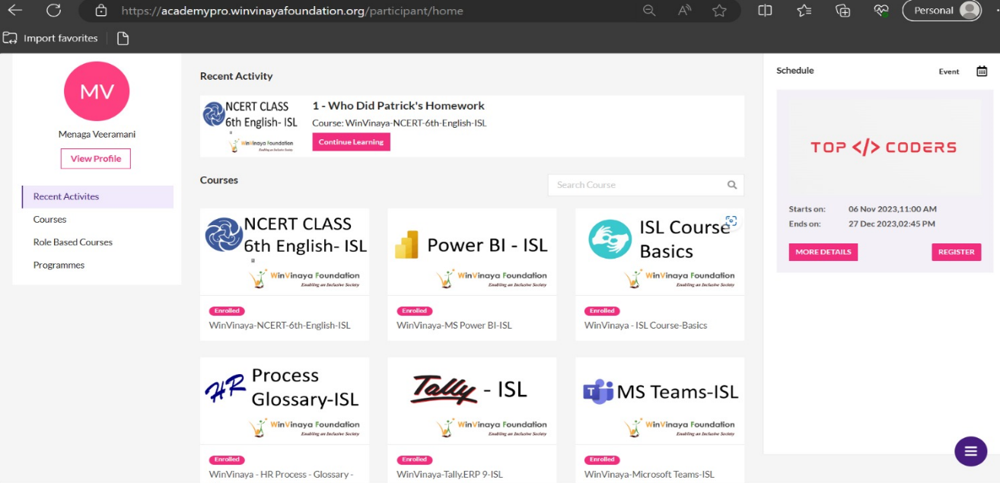 https://academypro.winvinayafoundation.org/participant/home
Personal
Import favorites
MV
Menaga Veeramani
View Profile
Recent Activites
Courses
Role Based Courses
Programmes
Recent Activity
NCERT CLASS
6th English- ISL
WinVinaya Foundation
Enabling an Inclusive Society
1 - Who Did Patrick's Homework
Course: WinVinaya-NCERT-6th-English-ISL
Continue Learning
Courses
Search Course
NCERT CLASS
6th English- ISL
WinVinaya Foundation
Enabling an Inclusive Society
Enrolled
WinVinaya-NCERT-6th-English-ISL
Power BI - ISL
WinVinaya Foundation
Enabling an Inclusive Society
Enrolled
WinVinaya-MS Power BI-ISL
ISL Course
Basics
WinVinaya Foundation
Enabling an Inclusive Society
Enrolled
WinVinaya - ISL Course-Basics
HR
Process
Glossary-ISL
WinVinaya Foundation
Enabling an Inclusive Society
Enrolled
WinVinaya - HR Process - Glossary -
Tally - ISL
WinVinaya Foundation
Enabling an Inclusive Society
Enrolled
WinVinaya-Tally.ERP 9-ISL
T
MS Teams-ISL
WinVinaya Foundation
Enabling an Inclusive Society
Enrolled
WinVinaya-Microsoft Teams-ISL
Schedule
Event
TOP </> CODERS
Starts on: 06 Nov 2023,11:00 AM
Ends on: 27 Dec 2023,02:45 PM
MORE DETAILS
REGISTER